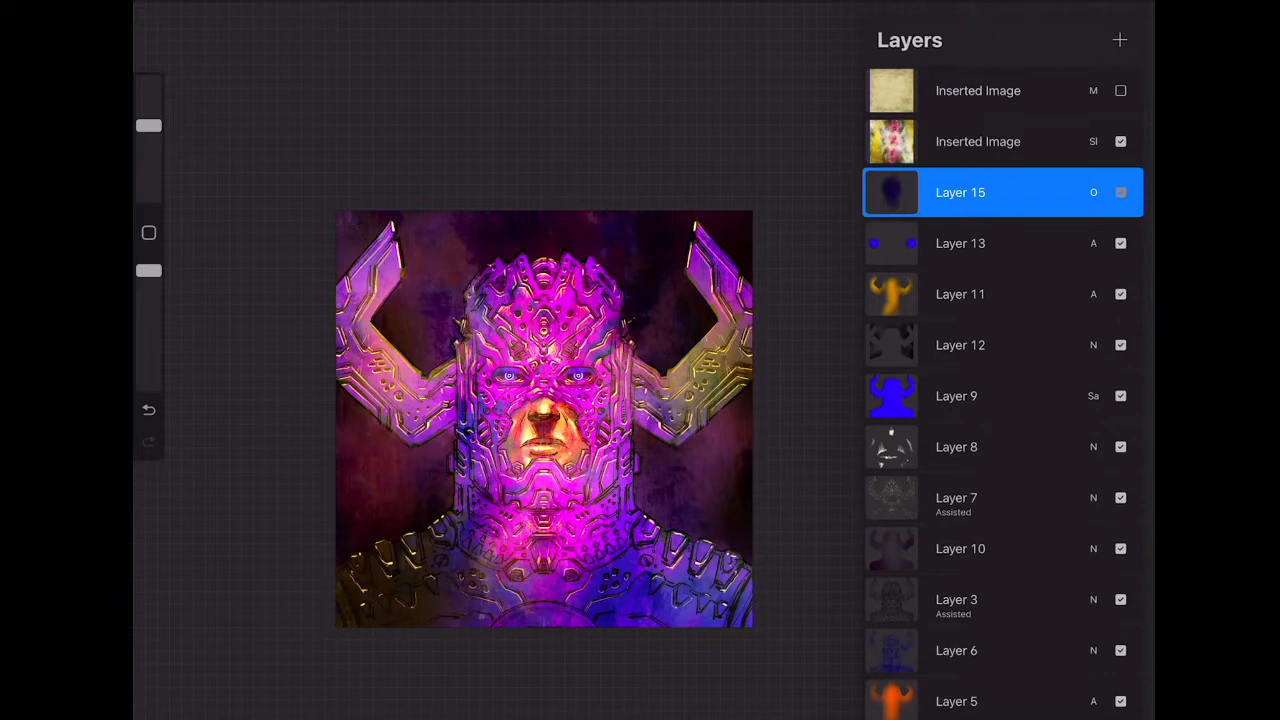 Layers
Inserted Image M
Inserted Image Sl
Layer 15 O
Layer 13 A
Layer 11 A
Layer 12 N
Layer 9 Sa
Layer 8 N
Layer 7 N
Assisted
Layer 10 N
Layer 3 N
Assisted
Layer 6 N
Layer 5 A